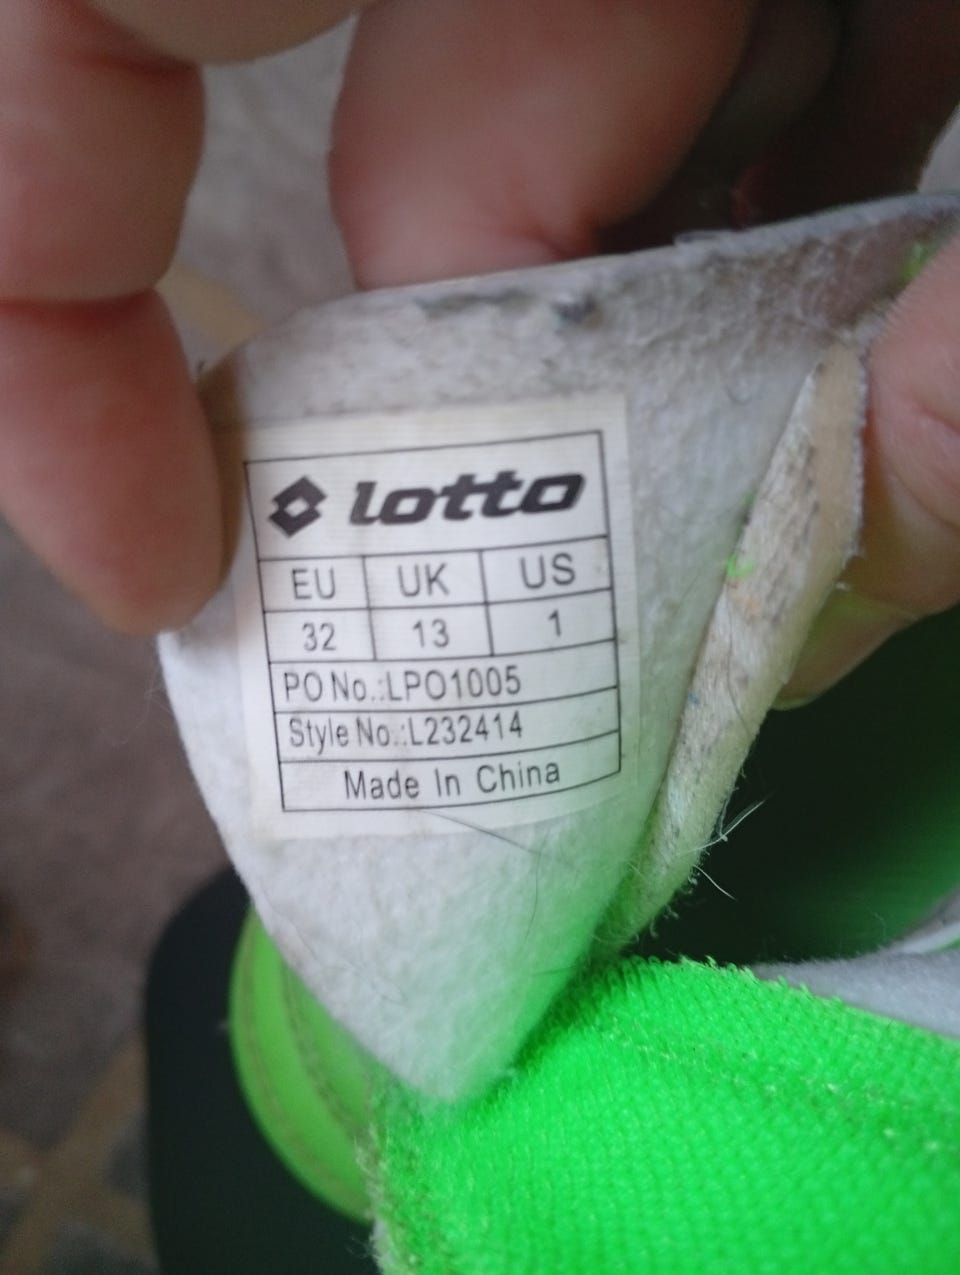 lotto
EU UK US
32 13 1
PO No.:LPO1005
Style No.:L232414
Made In China